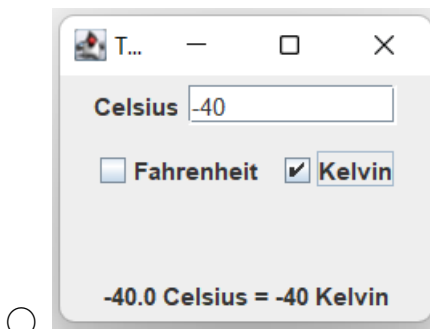 T...
Celsius -40
Fahrenheit Kelvin
-40.0 Celsius = -40 Kelvin